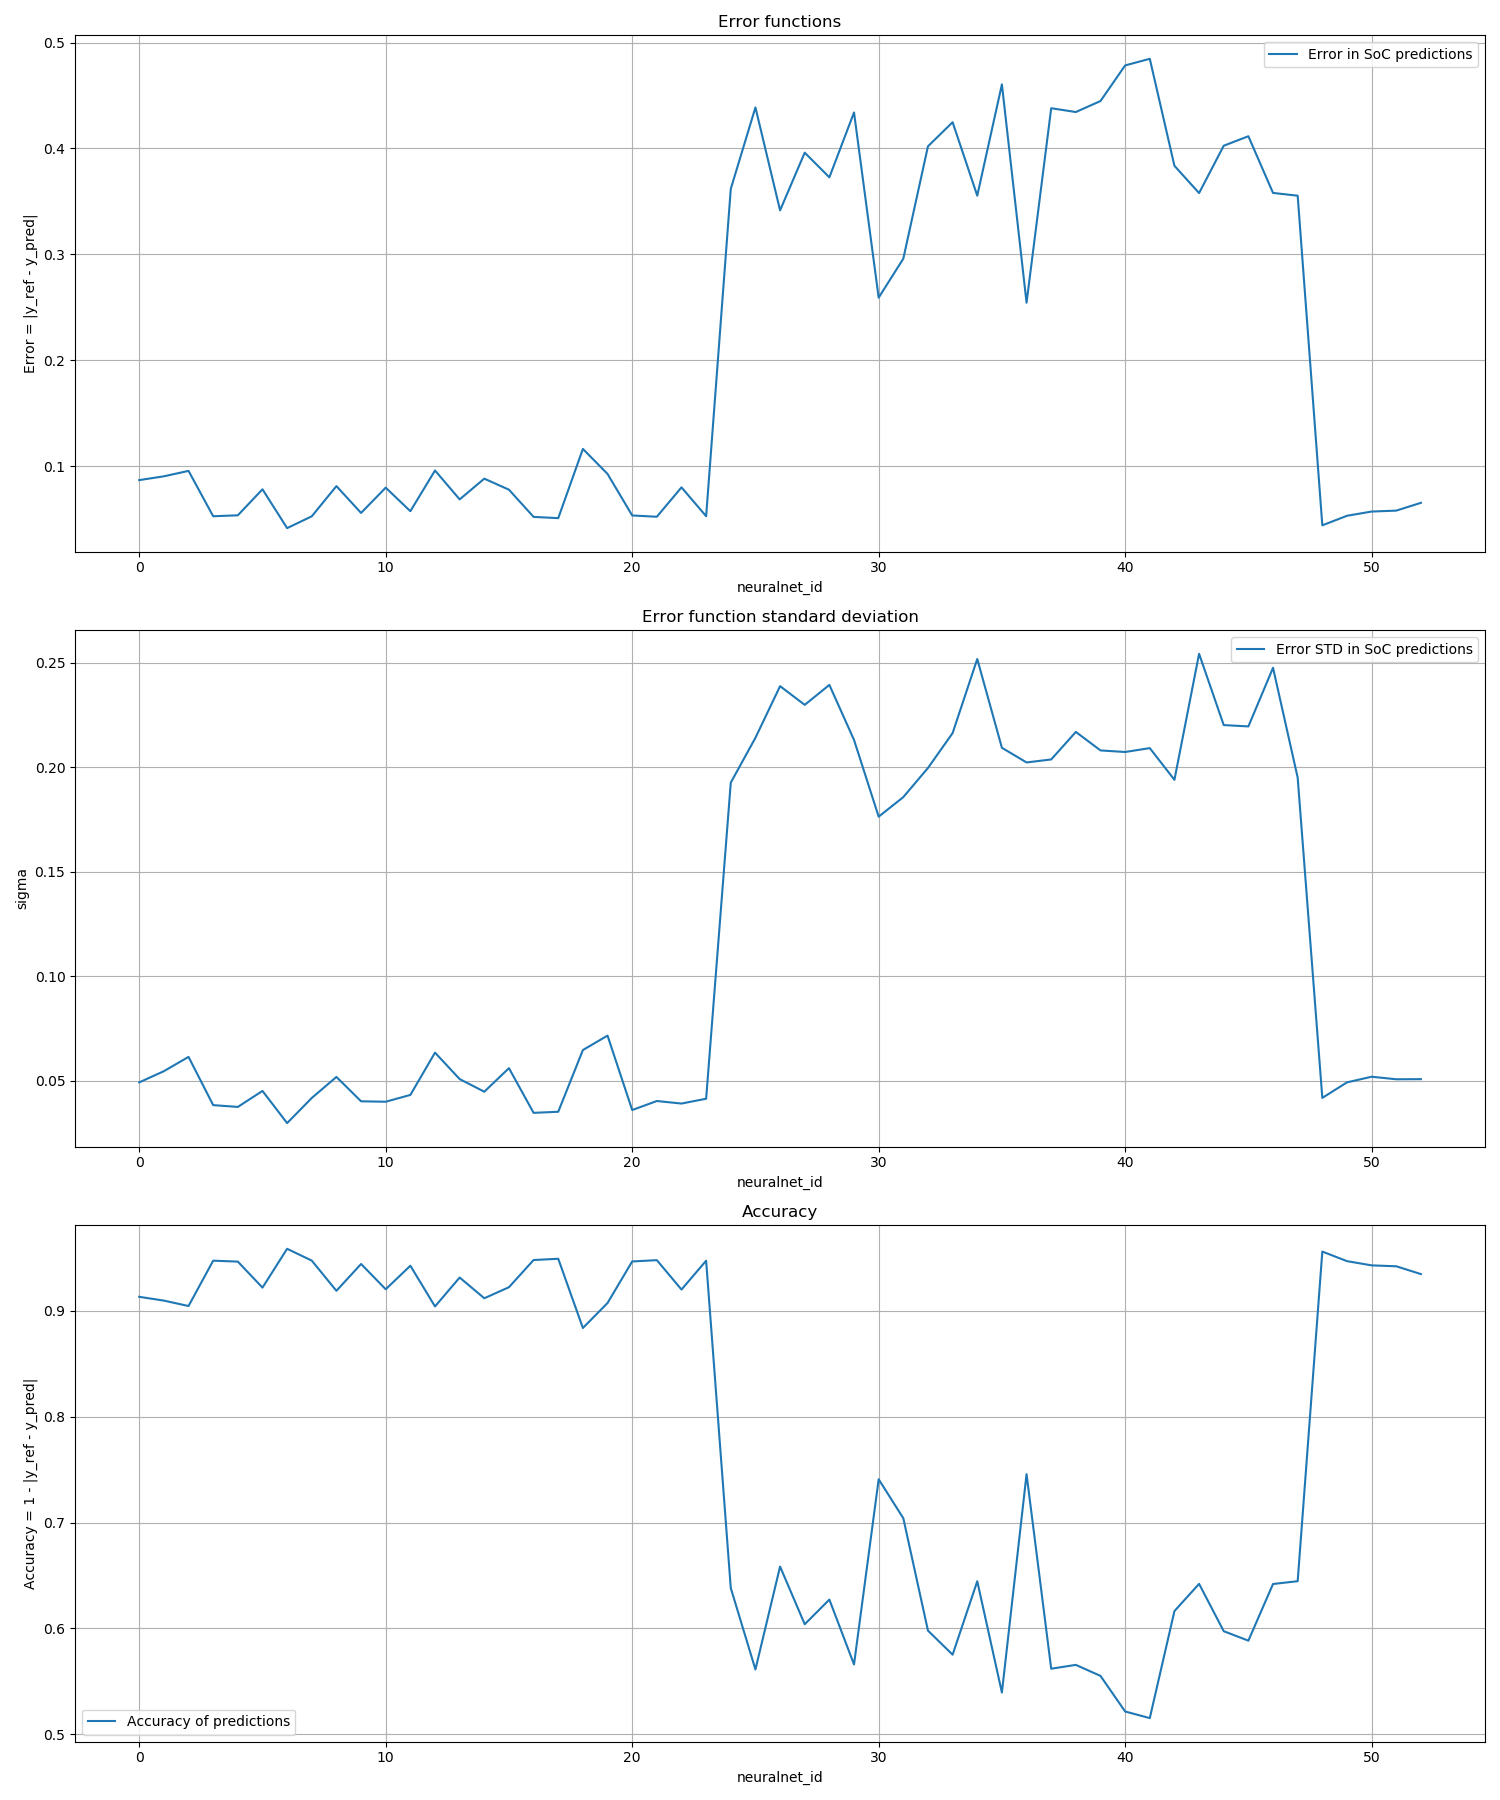 Error functions
Error in SoC predictions
0.5
0.4
0.3
0.2
0.1
Error = |y_ref - y_pred|
0 10 20 30 40 50
neuralnet_id
Error function standard deviation
Error STD in SoC predictions
0.25
0.20
0.15
0.10
0.05
sigma
0 10 20 30 40 50
neuralnet_id
Accuracy
0.9
0.8
0.7
0.6
0.5
Accuracy = 1 - |y_ref - y_pred|
Accuracy of predictions
0 10 20 30 40 50
neuralnet_id